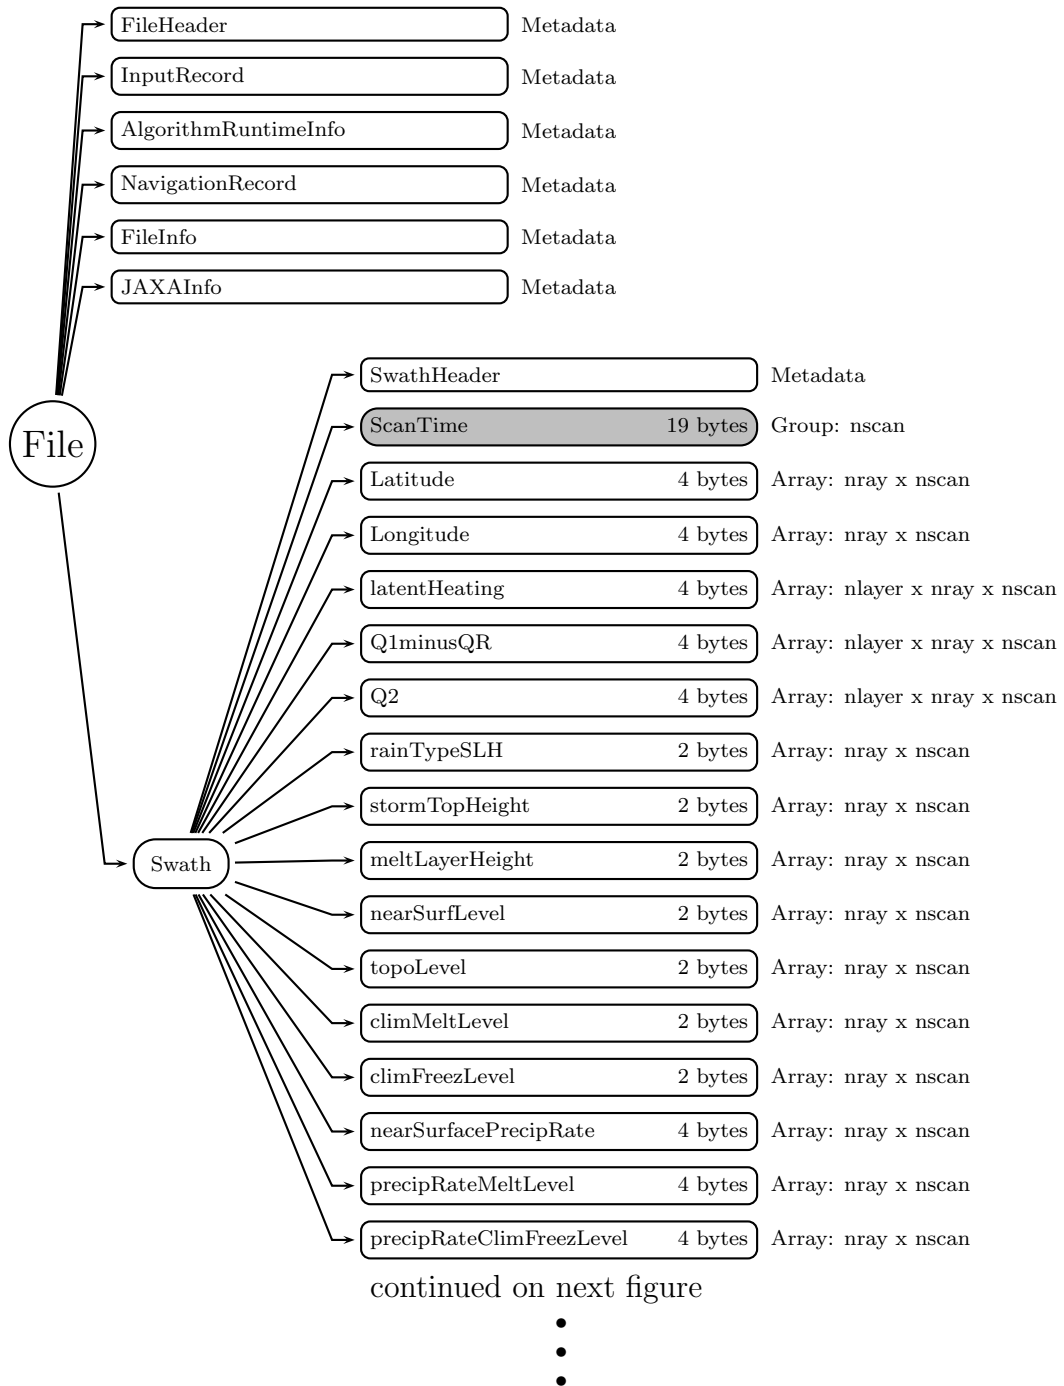 FileHeader Metadata
InputRecord Metadata
AlgorithmRuntimeInfo Metadata
NavigationRecord Metadata
FileInfo Metadata
JAXAInfo Metadata
SwathHeader Metadata
ScanTime 19 bytes Group: nscan
File
Latitude 4 bytes Array: nray x nscan
Longitude 4 bytes Array: nray x nscan
latentHeating 4 bytes Array: nlayer x nray x nscan
Q1minusQR 4 bytes Array: nlayer x nray x nscan
Q2 4 bytes Array: nlayer x nray x nscan
rainTypeSLH 2 bytes Array: nray x nscan
stormTopHeight 2 bytes Array: nray x nscan
Swath
meltLayerHeight 2 bytes Array: nray x nscan
nearSurfLevel 2 bytes Array: nray x nscan
topoLevel 2 bytes Array: nray x nscan
climMeltLevel 2 bytes Array: nray x nscan
climFreezLevel 2 bytes Array: nray x nscan
nearSurfacePrecipRate 4 bytes Array: nray x nscan
precipRateMeltLevel 4 bytes Array: nray x nscan
precipRateClimFreezLevel 4 bytes Array: nray x nscan
continued on next figure